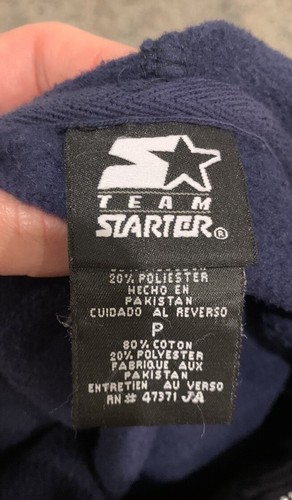 TEAM
STARTER®
20% POLIESTER
HECHO EN
PAKISTAN
CUIDADO AL REVERSO
P
80% COTON
20% POLYESTER
FABRIQUE AUX
PAKISTAN
ENTRETIEN AU VERSO
RN# 47371 JA